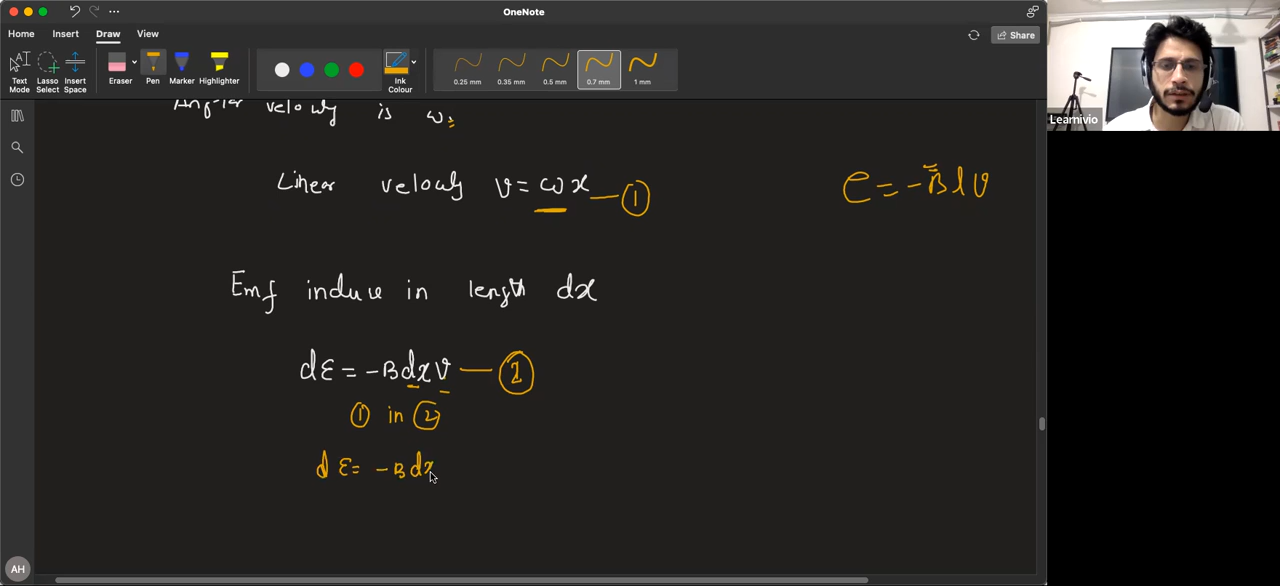 OneNote
Home Insert Draw View
Share
Text Mode
Lasso Select
Insert Space
Eraser
Pen
Marker
Highlighter
Ink Colour
0.25 mm
0.35 mm
0.5 mm
0.7 mm
1 mm
Learnivio
velocity is ω.
Linear velocity v = ωx — ①
e = -Blv
Emf induce in length dx
dε = -Bdxv — ②
① in ②
dε = -Bdx
AH